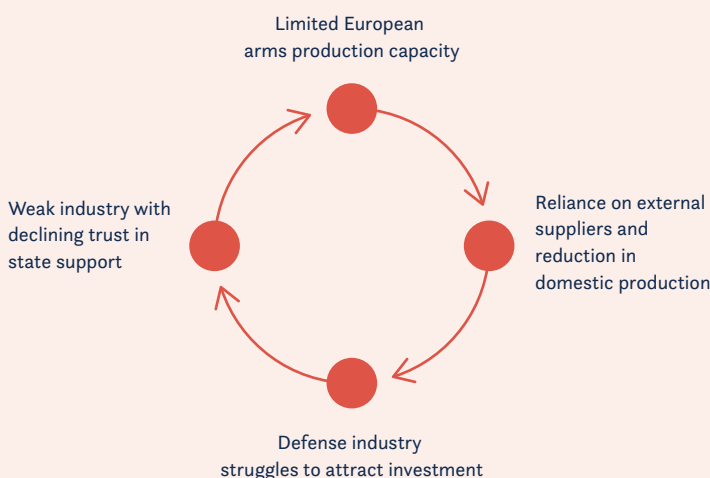 Limited European
arms production capacity
Weak industry with
declining trust in
state support
Reliance on external
suppliers and
reduction in
domestic production
Defense industry
struggles to attract investment